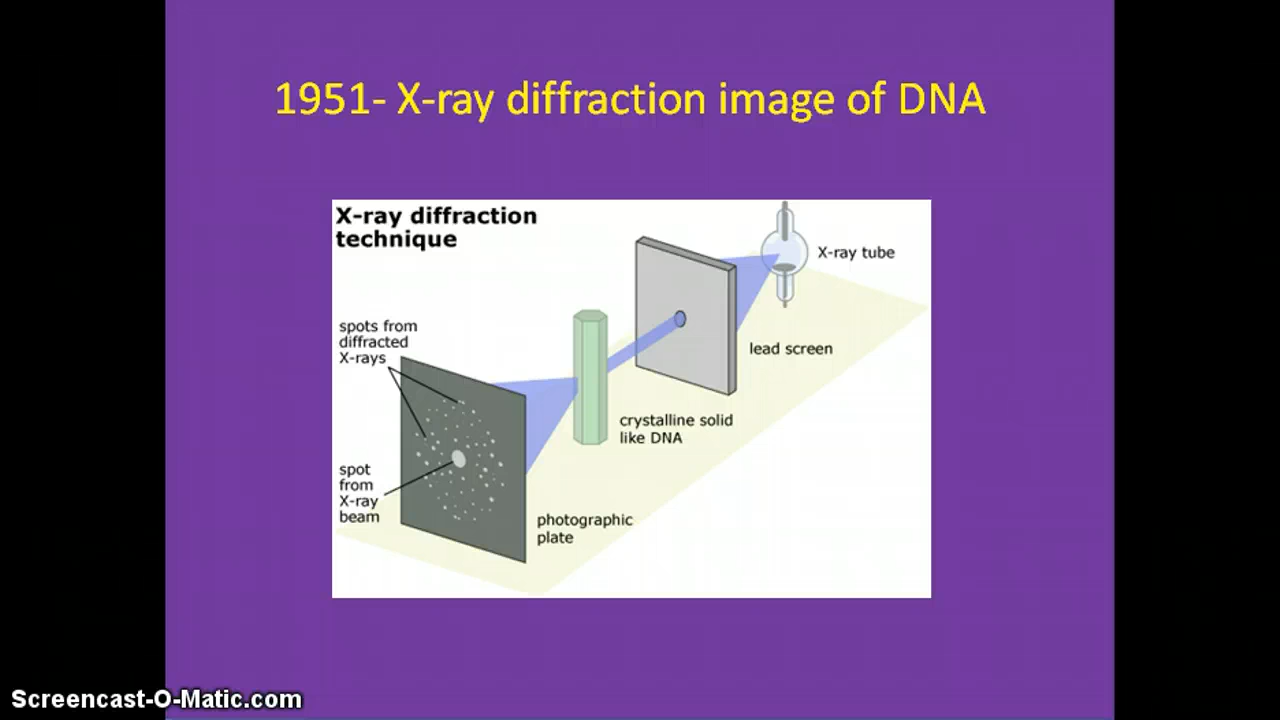 1951- X-ray diffraction image of DNA
X-ray diffraction
technique
X-ray tube
spots from
diffracted
X-rays
lead screen
crystalline solid
like DNA
spot
from
X-ray
beam
photographic
plate
Screencast-O-Matic.com